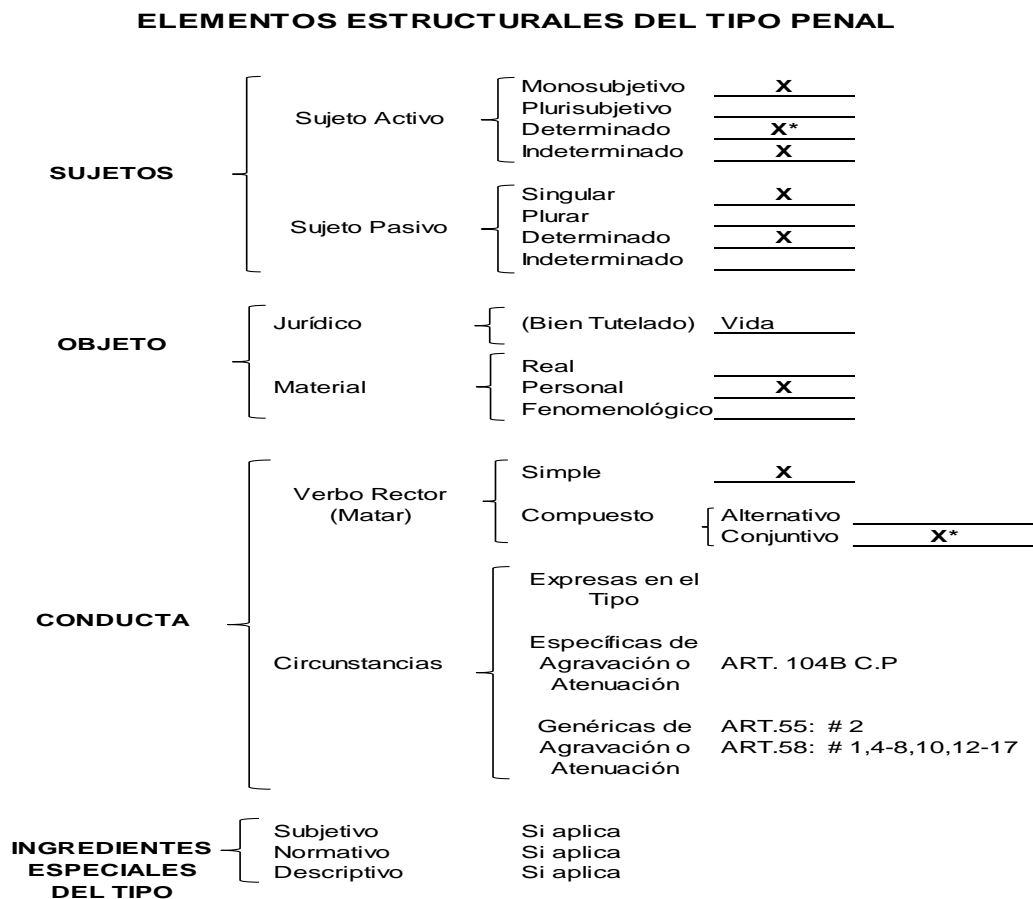 ELEMENTOS ESTRUCTURALES DEL TIPO PENAL
SUJETOS
Sujeto Activo
Monosubjetivo X
Plurisubjetivo
Determinado X*
Indeterminado X
Sujeto Pasivo
Singular X
Plurar
Determinado X
Indeterminado
OBJETO
Jurídico (Bien Tutelado) Vida
Material
Real
Personal X
Fenomenológico
CONDUCTA
Verbo Rector
(Matar)
Simple X
Compuesto
Alternativo
Conjuntivo X*
Circunstancias
Expresas en el
Tipo
Específicas de
Agravación o ART. 104B C.P
Atenuación
Genéricas de ART.55: # 2
Agravación o ART.58: # 1,4-8,10,12-17
Atenuación
INGREDIENTES
ESPECIALES
DEL TIPO
Subjetivo Si aplica
Normativo Si aplica
Descriptivo Si aplica